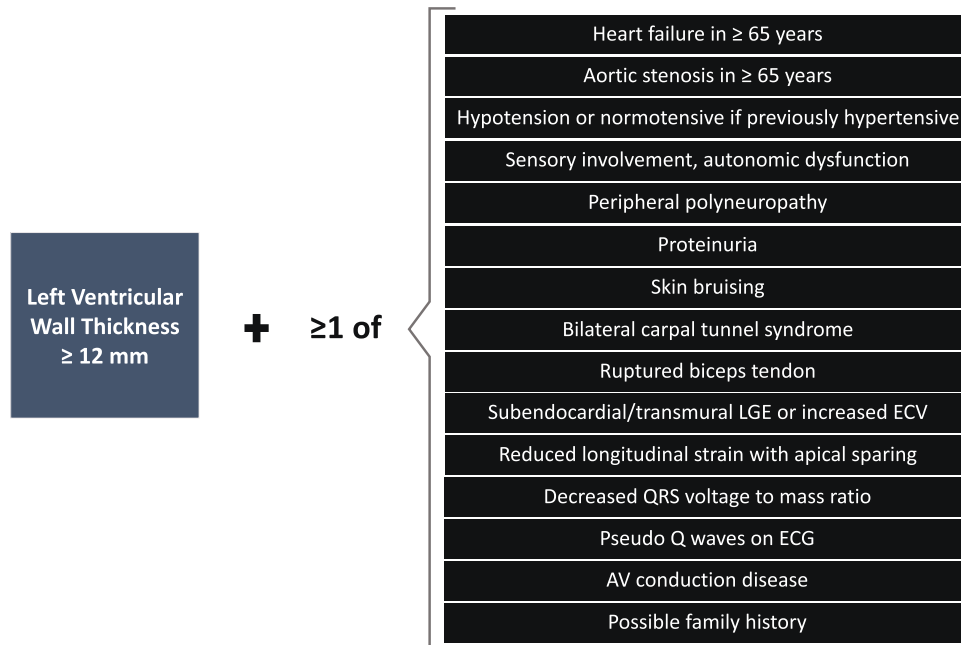 Left Ventricular
Wall Thickness
≥ 12 mm
+
≥1 of
Heart failure in ≥ 65 years
Aortic stenosis in ≥ 65 years
Hypotension or normotensive if previously hypertensive
Sensory involvement, autonomic dysfunction
Peripheral polyneuropathy
Proteinuria
Skin bruising
Bilateral carpal tunnel syndrome
Ruptured biceps tendon
Subendocardial/transmural LGE or increased ECV
Reduced longitudinal strain with apical sparing
Decreased QRS voltage to mass ratio
Pseudo Q waves on ECG
AV conduction disease
Possible family history